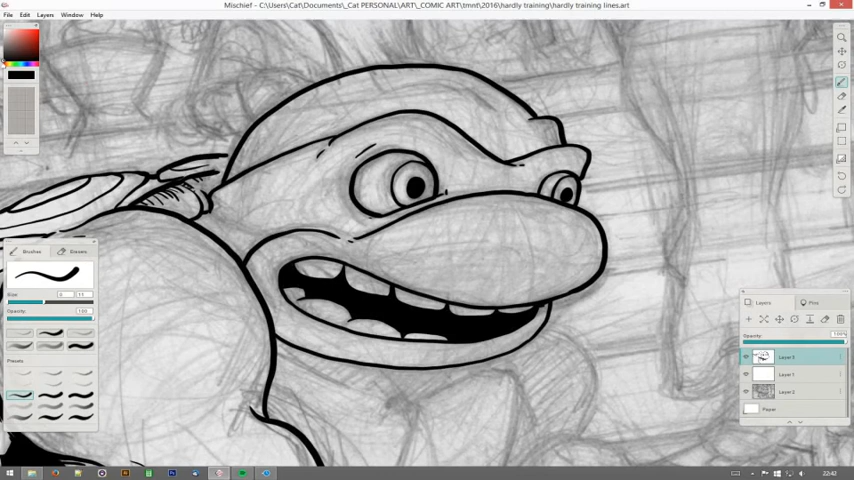 Mischief - C:\Users\Cat\Documents\_Cat PERSONAL\ART\_COMIC ART\tmnt\2016\hardly training\hardly training lines.art
File Edit Layers Window Help
Brushes Erasers
Size:
Opacity: 100
Presets
Layers Pins
Opacity: 100%
Layer 3
Layer 1
Layer 2
Paper
22:42